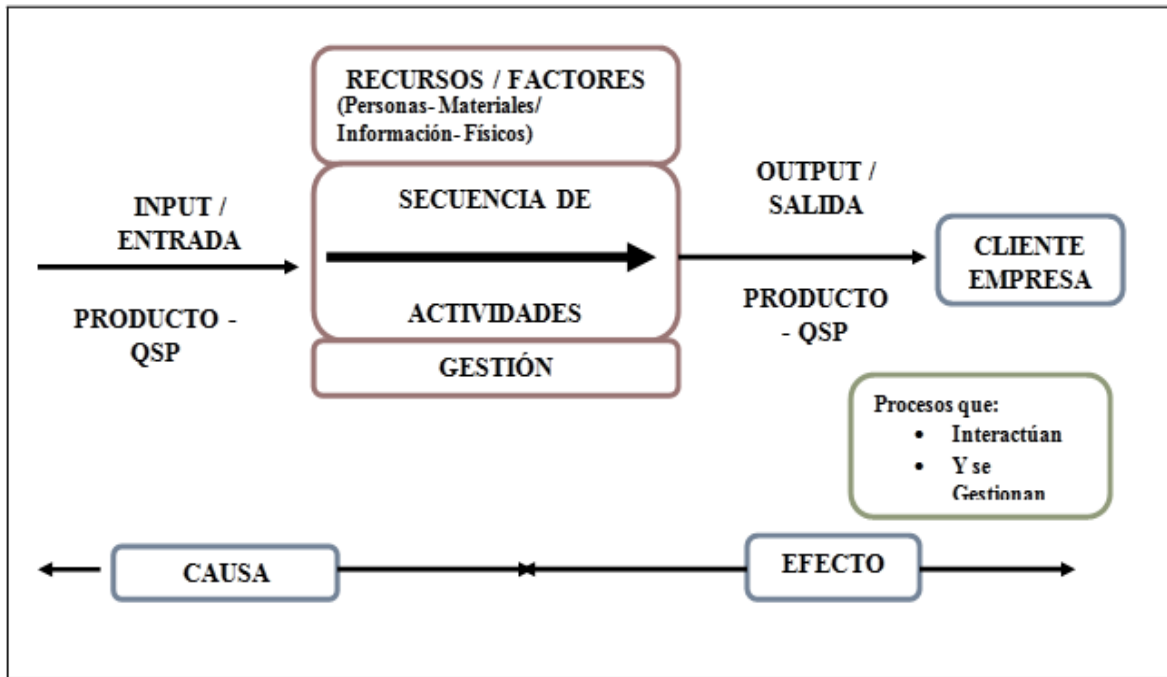 RECURSOS / FACTORES
(Personas- Materiales/
Información- Físicos)
INPUT /
ENTRADA
PRODUCTO -
QSP
SECUENCIA DE
ACTIVIDADES
GESTIÓN
OUTPUT /
SALIDA
PRODUCTO
- QSP
CLIENTE
EMPRESA
Procesos que:
• Interactúan
• Y se
Gestionan
CAUSA
EFECTO